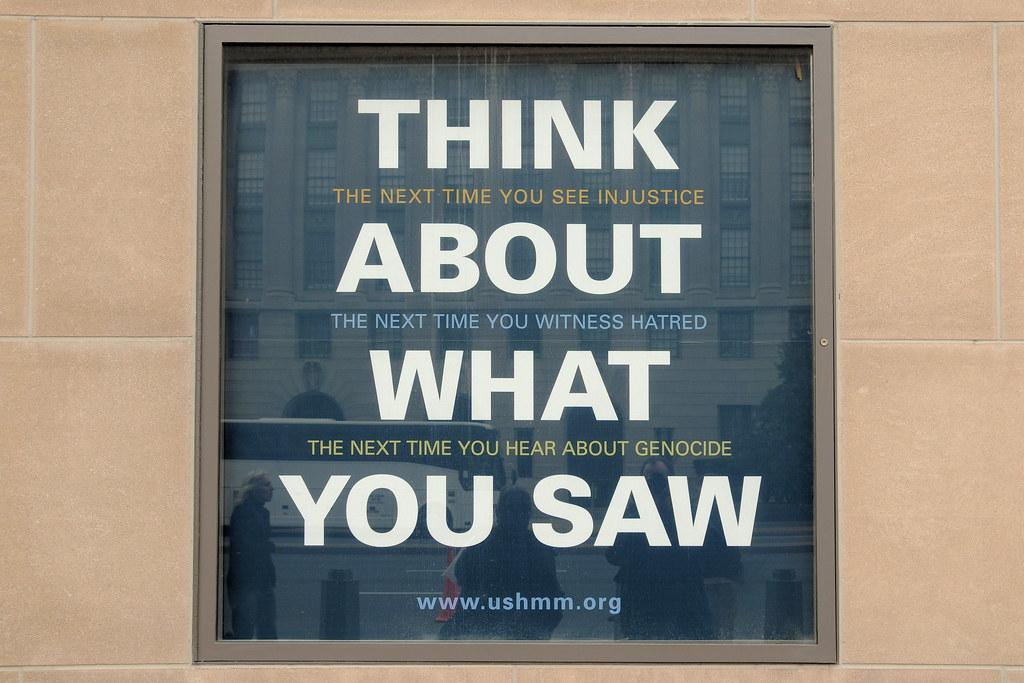 THINK
THE NEXT TIME YOU SEE INJUSTICE
ABOUT
THE NEXT TIME YOU WITNESS HATRED
WHAT
THE NEXT TIME YOU HEAR ABOUT GENOCIDE
YOU SAW
www.ushmm.org